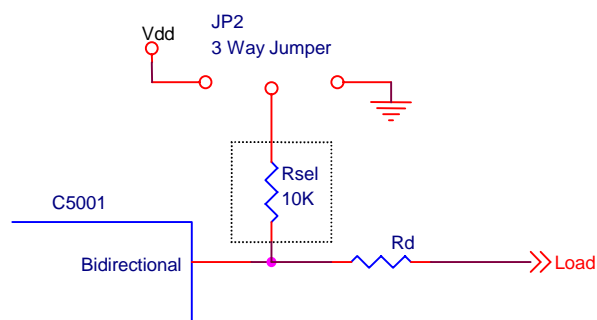 JP2
Vdd
3 Way Jumper
Rsel
10K
C5001
Rd
Bidirectional
Load